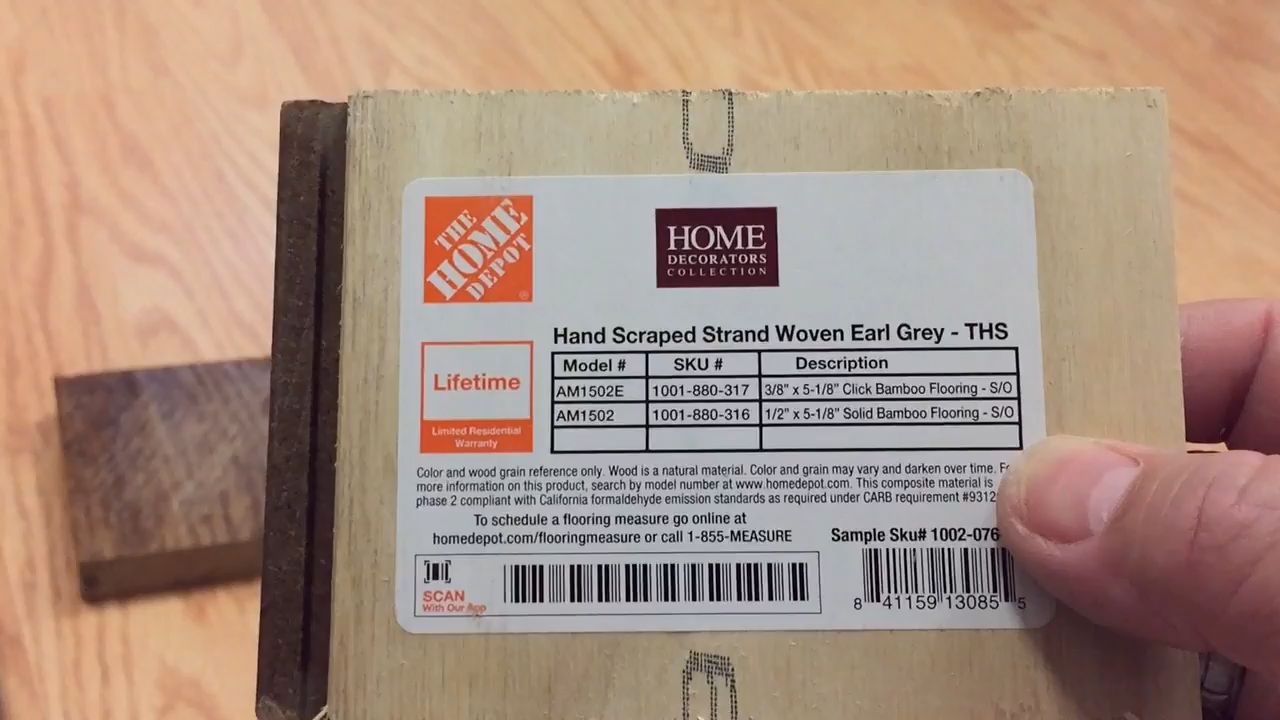 THE
HOME
DEPOT
HOME
DECORATORS
COLLECTION
Hand Scraped Strand Woven Earl Grey - THS
Lifetime
Limited Residential
Warranty
Model # SKU # Description
AM1502E 1001-880-317 3/8" x 5-1/8" Click Bamboo Flooring - S/O
AM1502 1001-880-316 1/2" x 5-1/8" Solid Bamboo Flooring - S/O
Color and wood grain reference only. Wood is a natural material. Color and grain may vary and darken over time.
more information on this product, search by model number at www.homedepot.com. This composite material is
phase 2 compliant with California formaldehyde emission standards as required under CARB requirement #9312
To schedule a flooring measure go online at
homedepot.com/flooringmeasure or call 1-855-MEASURE
Sample Sku# 1002-076
SCAN
With Our App
8 41159 13085 5